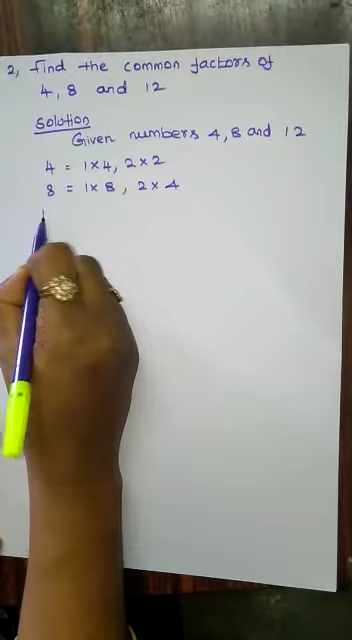 2, find the common factors of
4, 8 and 12
Solution
Given numbers 4, 8 and 12
4 = 1 × 4, 2 × 2
8 = 1 × 8, 2 × 4